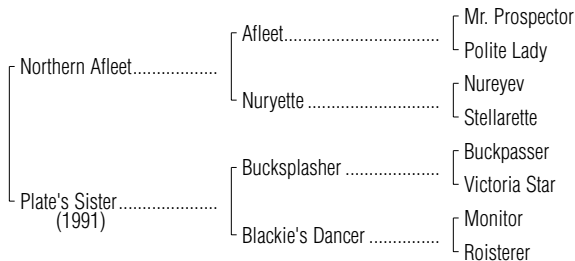 Mr. Prospector
Afleet
Polite Lady
Northern Afleet
Nureyev
Nuryette
Stellarette
Buckpasser
Bucksplasher
Victoria Star
Plate's Sister
(1991)
Monitor
Blackie's Dancer
Roisterer